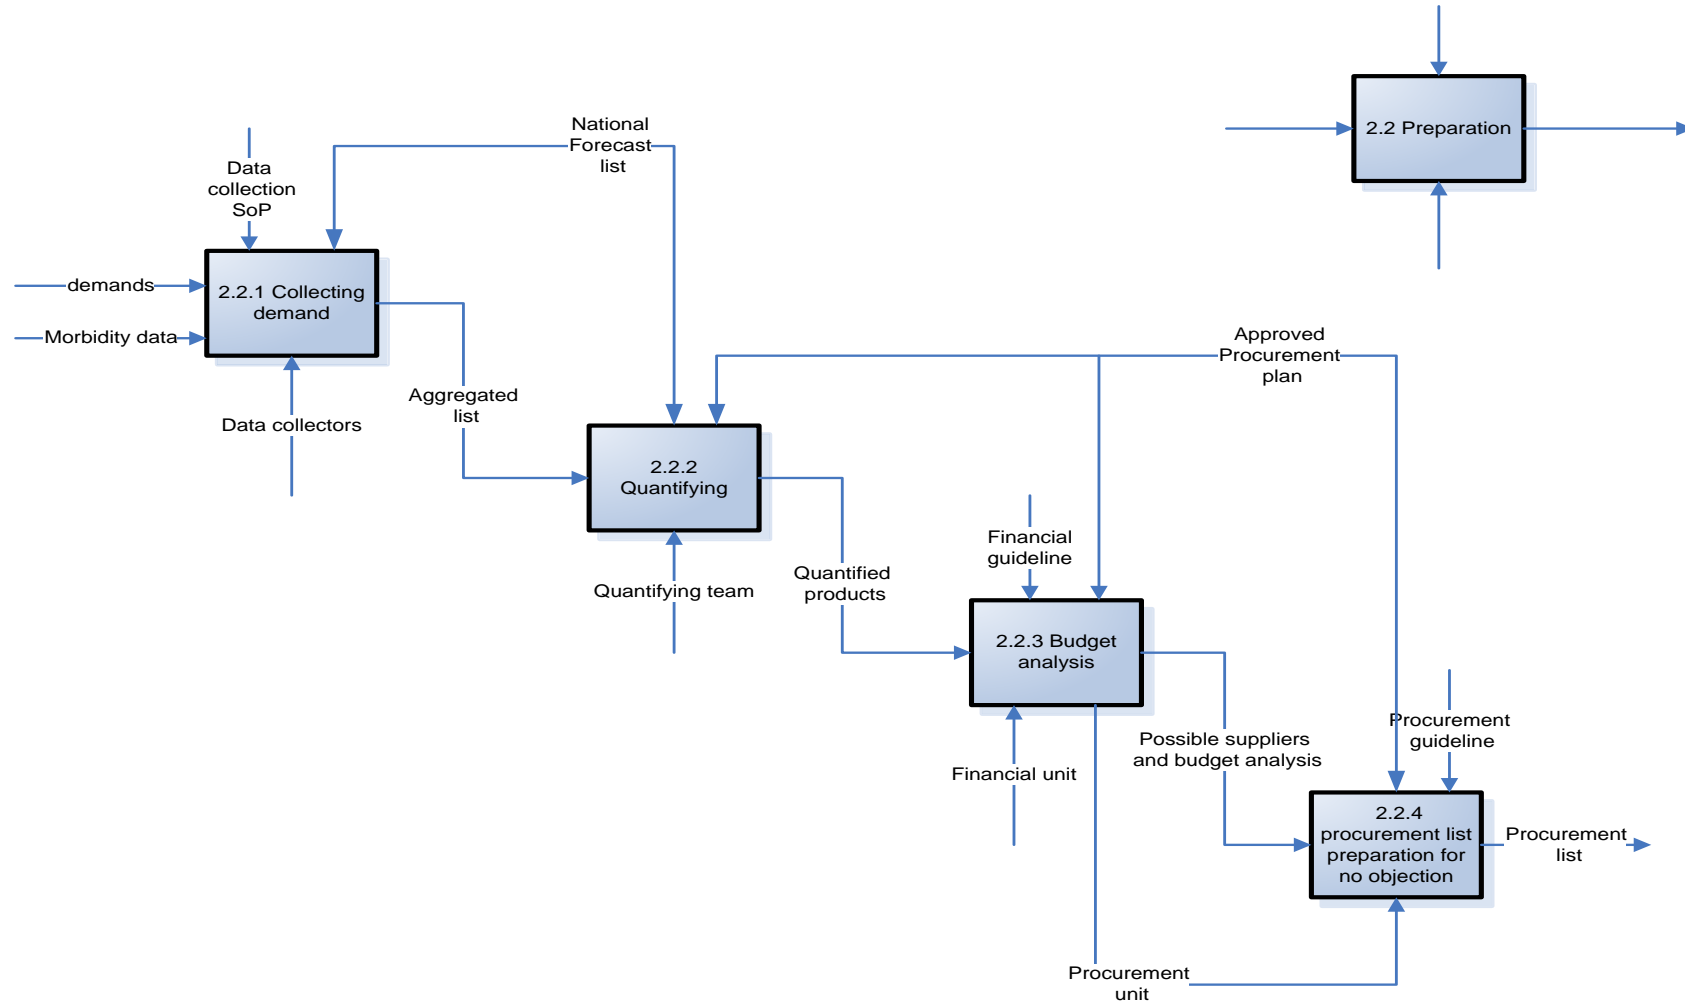 2.2 Preparation
National
Forecast
list
Data
collection
SoP
demands
2.2.1 Collecting
demand
Morbidity data
Approved
Procurement
plan
Aggregated
list
Data collectors
2.2.2
Quantifying
Financial
guideline
Quantified
products
Quantifying team
2.2.3 Budget
analysis
Procurement
guideline
Possible suppliers
and budget analysis
Financial unit
2.2.4
procurement list
preparation for
no objection
Procurement
list
Procurement
unit